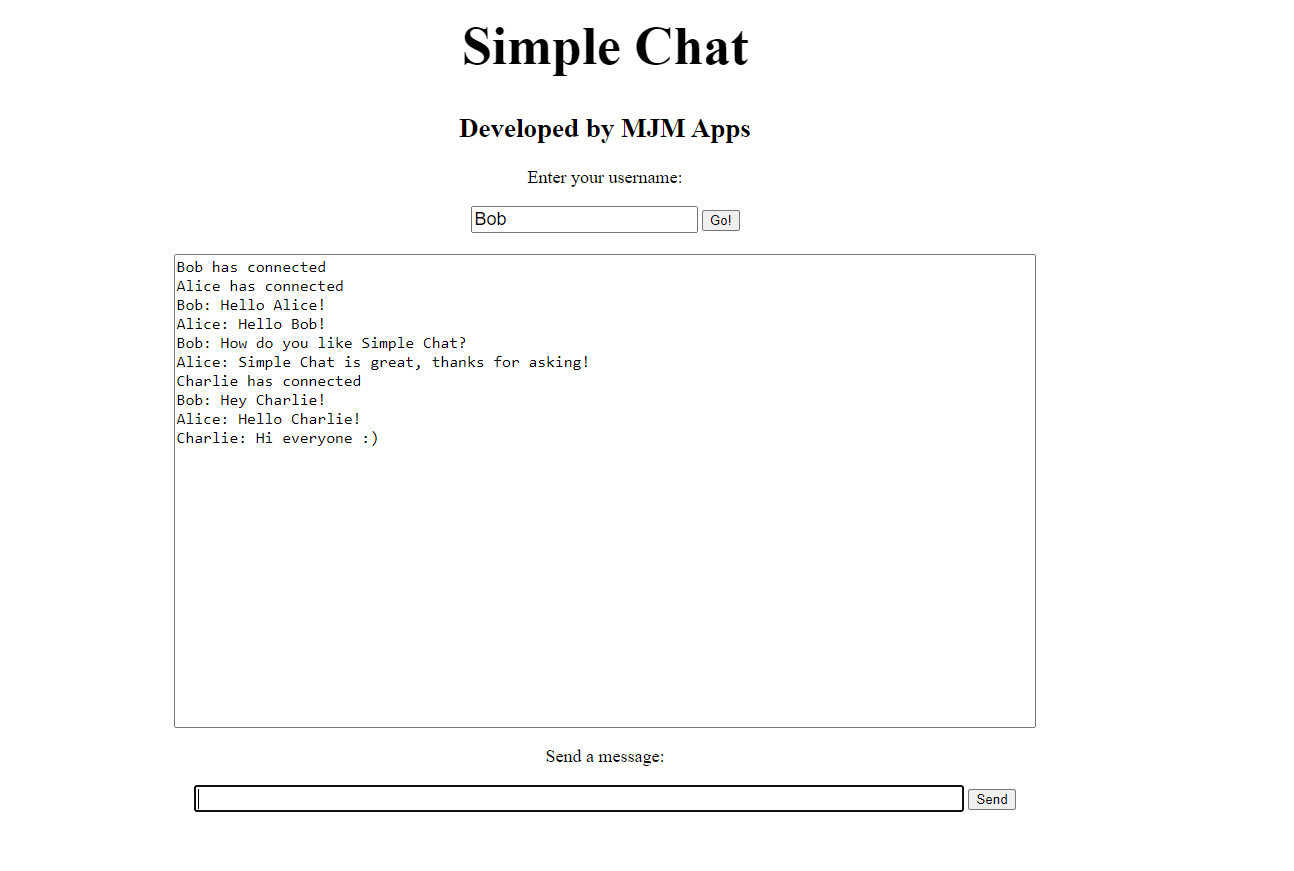 Simple Chat
Developed by MJM Apps
Enter your username:
Bob Go!
Bob has connected
Alice has connected
Bob: Hello Alice!
Alice: Hello Bob!
Bob: How do you like Simple Chat?
Alice: Simple Chat is great, thanks for asking!
Charlie has connected
Bob: Hey Charlie!
Alice: Hello Charlie!
Charlie: Hi everyone :)
Send a message:
Send